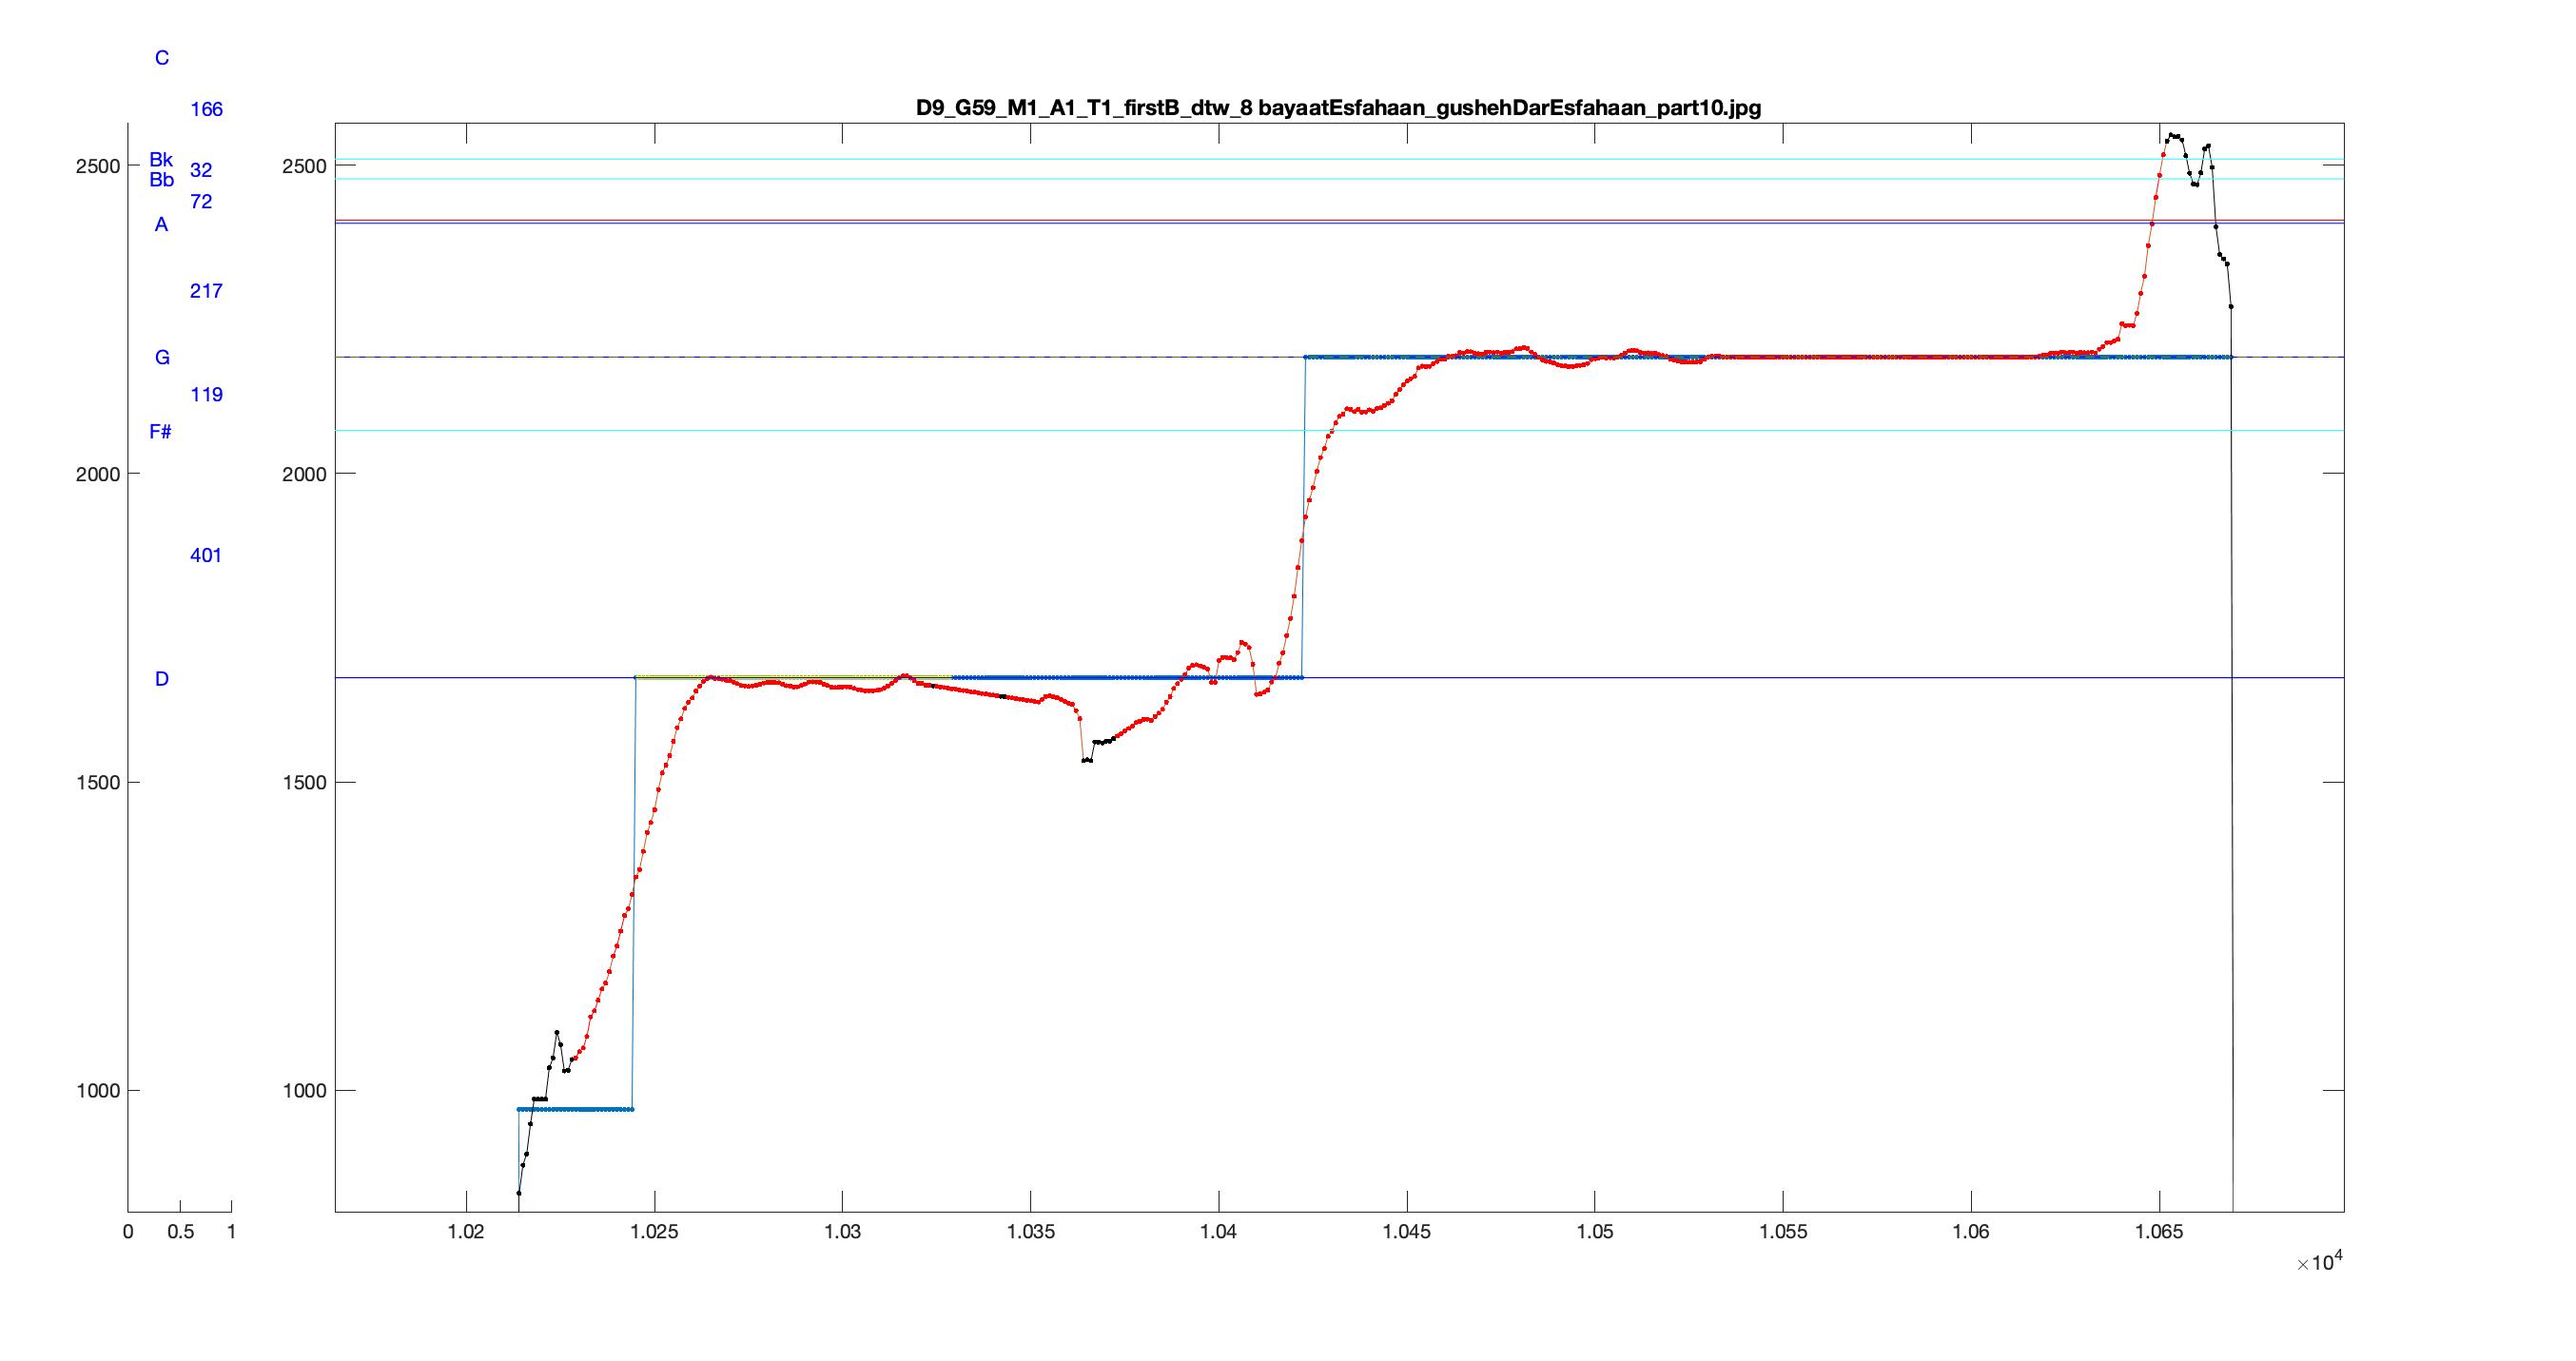 C
166
D9_G59_M1_A1_T1_firstB_dtw_8 bayaatEsfahaan_gushehDarEsfahaan_part10.jpg
2500 Bk 32 2500
Bb
72
A
217
G
119
F#
2000 2000
401
D
1500 1500
1000 1000
0 0.5 1 1.02 1.025 1.03 1.035 1.04 1.045 1.05 1.055 1.06 1.065
×10^4